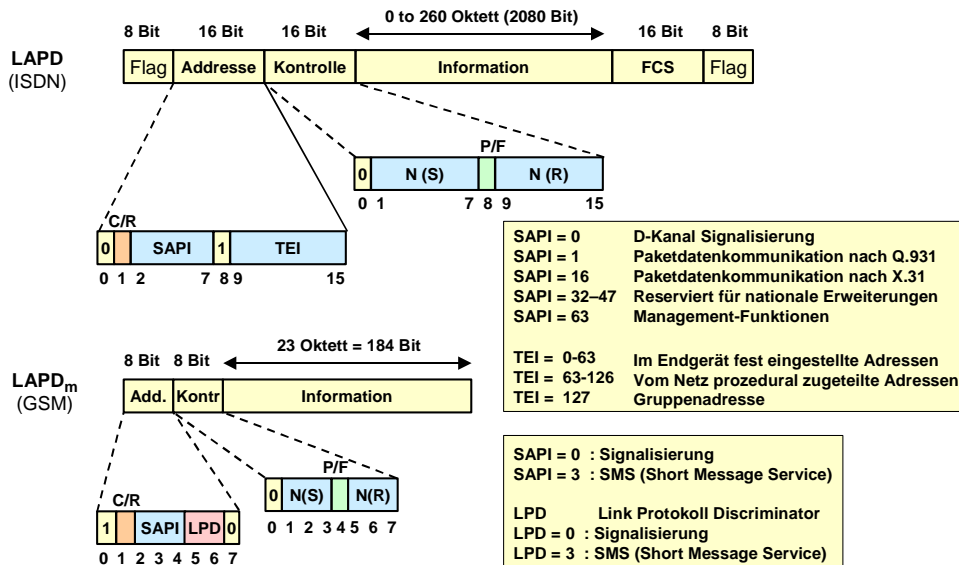 0 to 260 Oktett (2080 Bit)
8 Bit 16 Bit 16 Bit 16 Bit 8 Bit
LAPD
(ISDN)
Flag Addresse Kontrolle Information FCS Flag
P/F
0 N (S) N (R)
0 1 7 8 9 15
C/R
0 SAPI 1 TEI
0 1 2 7 8 9 15
SAPI = 0 D-Kanal Signalisierung
SAPI = 1 Paketdatenkommunikation nach Q.931
SAPI = 16 Paketdatenkommunikation nach X.31
SAPI = 32–47 Reserviert für nationale Erweiterungen
SAPI = 63 Management-Funktionen
TEI = 0-63 Im Endgerät fest eingestellte Adressen
TEI = 63-126 Vom Netz prozedural zugeteilte Adressen
TEI = 127 Gruppenadresse
23 Oktett = 184 Bit
8 Bit 8 Bit
LAPDm
(GSM)
Add. Kontr Information
P/F
0 N(S) N(R)
0 1 2 3 4 5 6 7
C/R
1 SAPI LPD 0
0 1 2 3 4 5 6 7
SAPI = 0 : Signalisierung
SAPI = 3 : SMS (Short Message Service)
LPD Link Protokoll Discriminator
LPD = 0 : Signalisierung
LPD = 3 : SMS (Short Message Service)